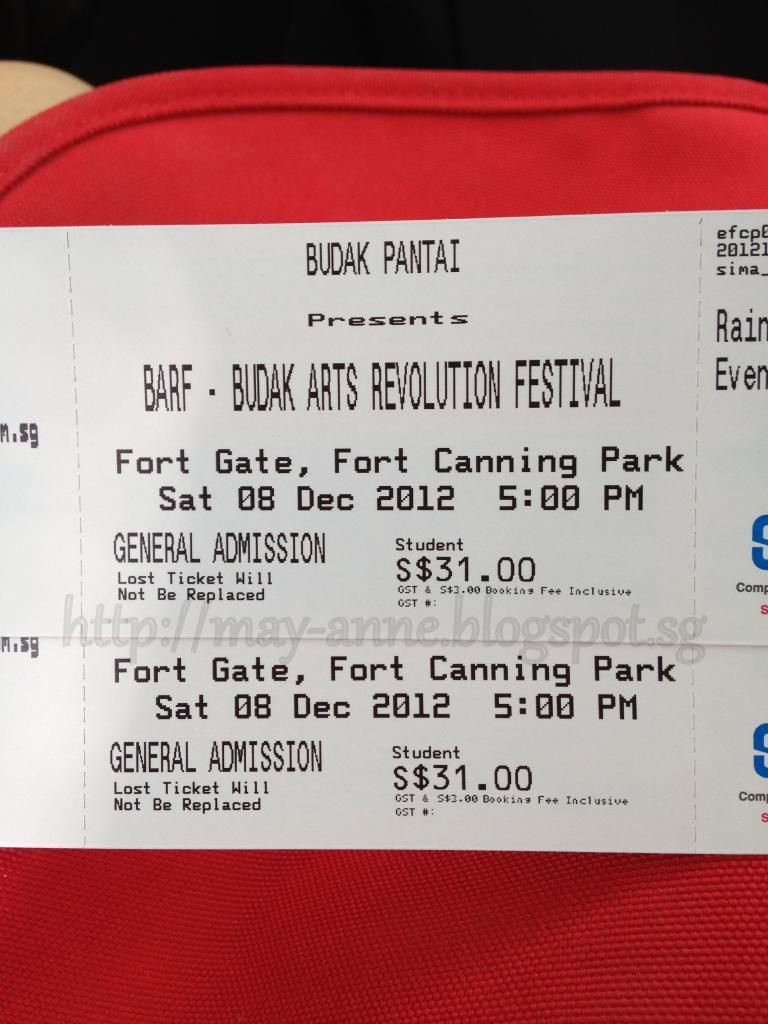 BUDAK PANTAI
Presents
BARF - BUDAK ARTS REVOLUTION FESTIVAL
Fort Gate, Fort Canning Park
Sat 08 Dec 2012 5:00 PM
GENERAL ADMISSION
Lost Ticket Will
Not Be Replaced
Student
S$31.00
GST & S$3.00 Booking Fee Inclusive
GST #:
m.sg
sima_
http://may-anne.blogspot.sg
Fort Gate, Fort Canning Park
Sat 08 Dec 2012 5:00 PM
GENERAL ADMISSION
Lost Ticket Will
Not Be Replaced
Student
S$31.00
GST & S$3.00 Booking Fee Inclusive
GST #:
m.sg